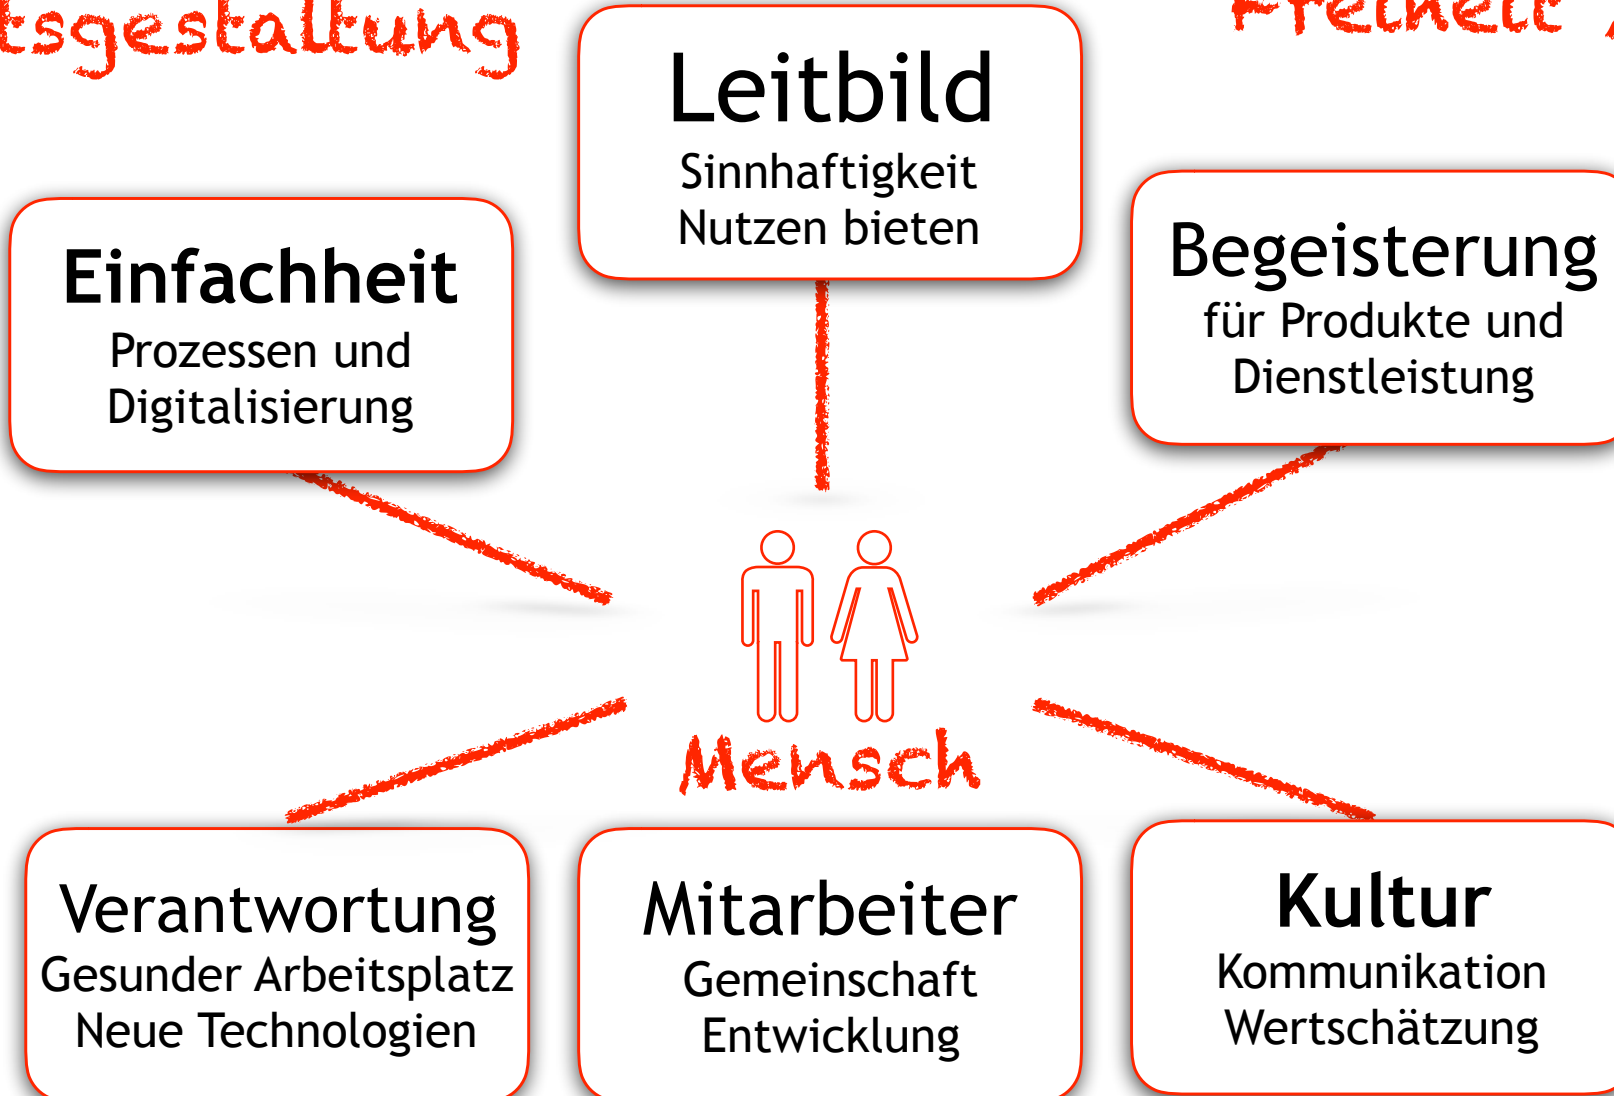 tsgestaltung
Freiheit
Leitbild
Sinnhaftigkeit
Nutzen bieten
Einfachheit
Prozessen und
Digitalisierung
Begeisterung
für Produkte und
Dienstleistung
Mensch
Verantwortung
Gesunder Arbeitsplatz
Neue Technologien
Mitarbeiter
Gemeinschaft
Entwicklung
Kultur
Kommunikation
Wertschätzung